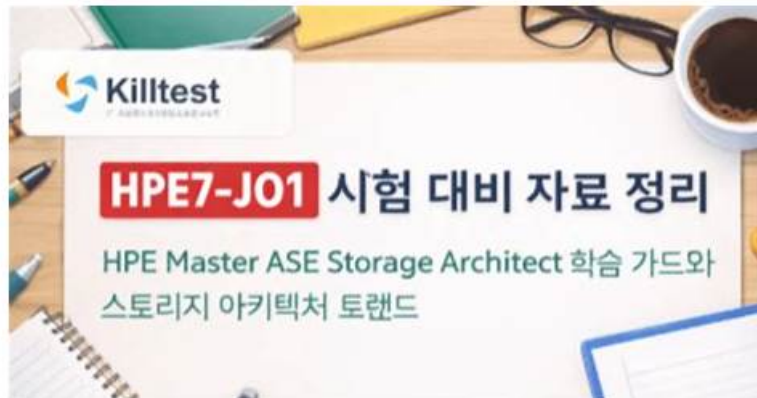 Killtest
HPE7-J01 시험 대비 자료 정리
HPE Master ASE Storage Architect 학습 가드와
스토리지 아키텍처 토랜드